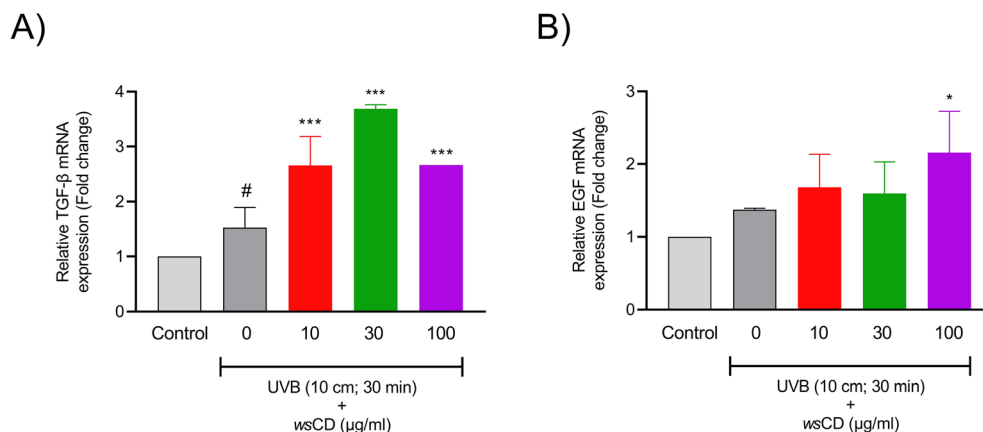 A)
Relative TGF-β mRNA
expression (Fold change)
4
3
2
1
0
#
***
***
***
Control
0
10
30
100
UVB (10 cm; 30 min)
+
wsCD (µg/ml)
B)
Relative EGF mRNA
expression (Fold change)
3
2
1
0
*
Control
0
10
30
100
UVB (10 cm; 30 min)
+
wsCD (µg/ml)